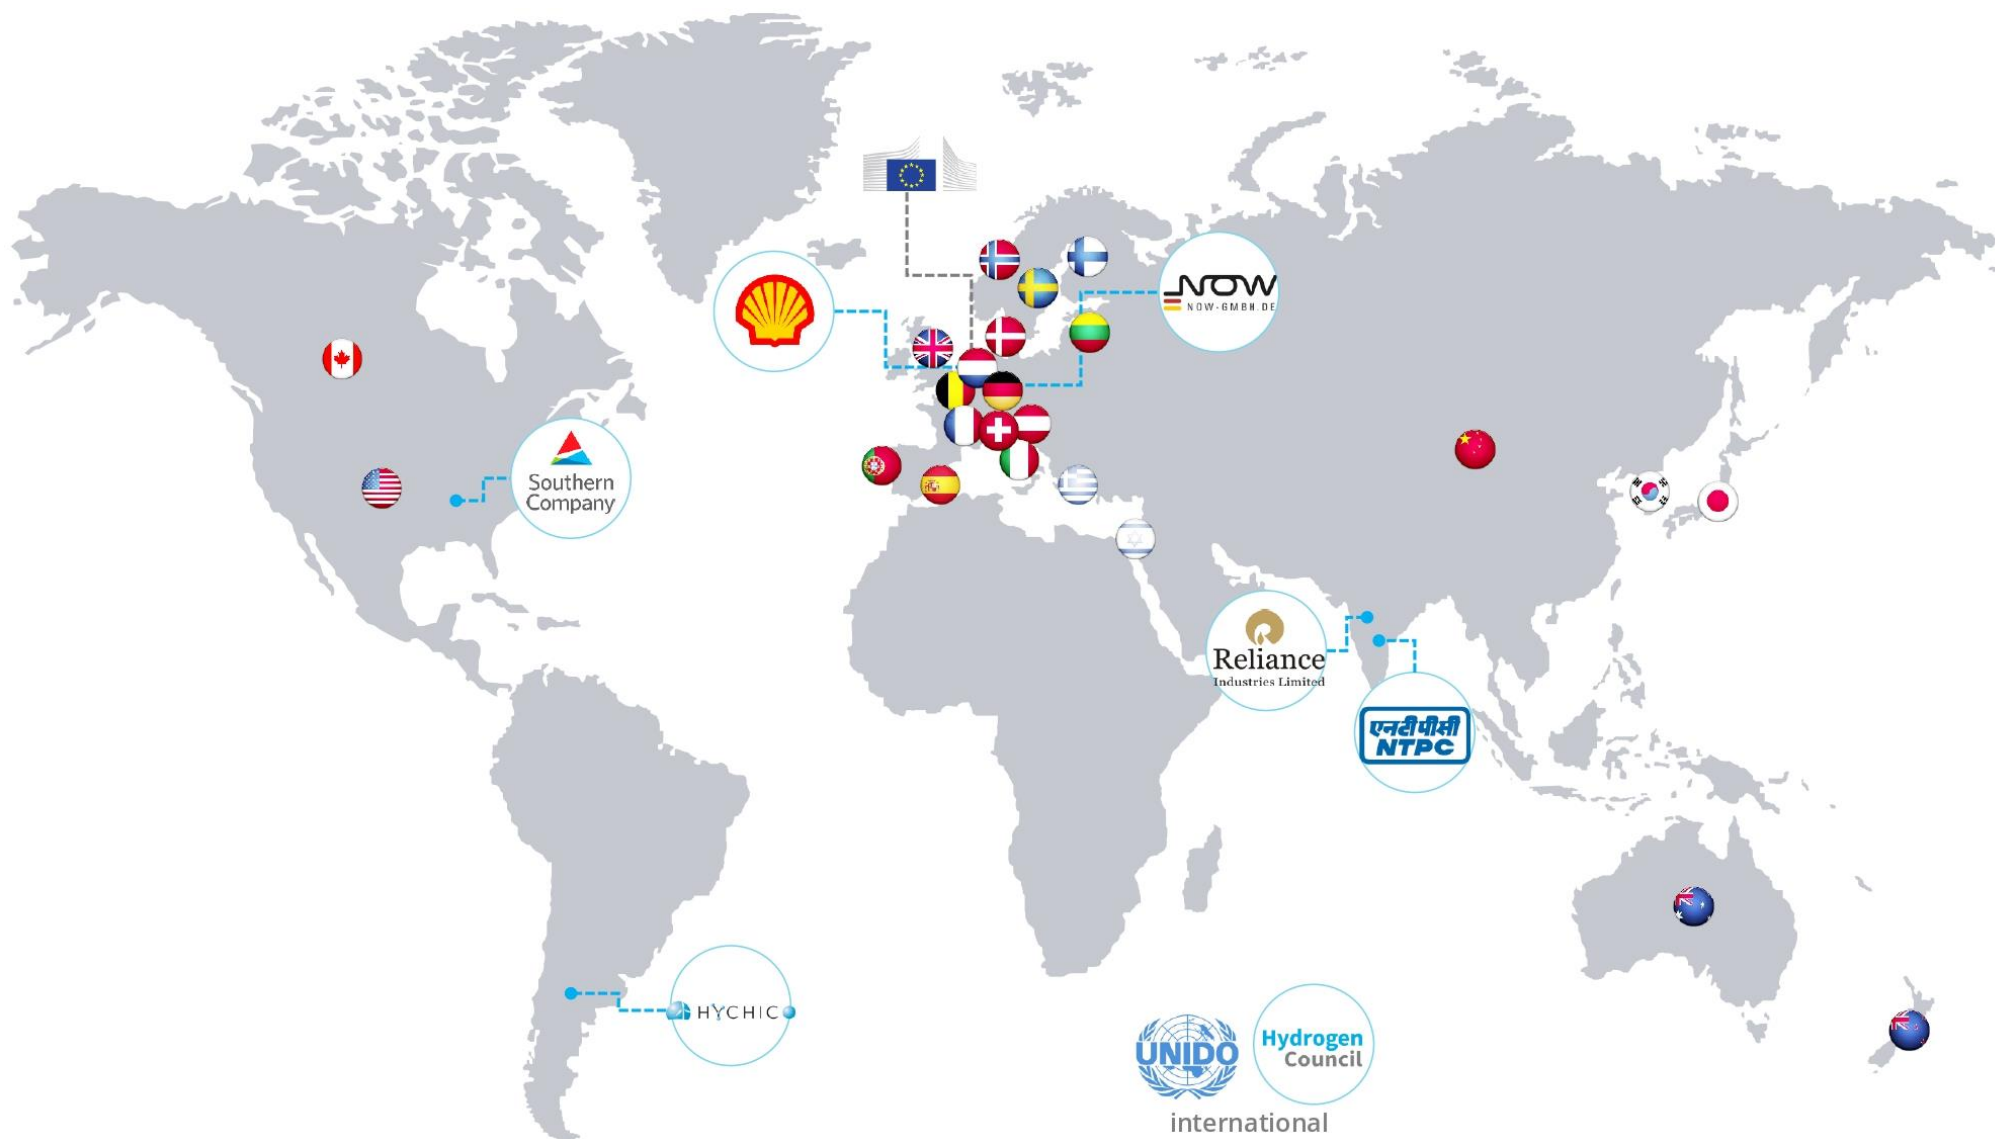 NOW
NOW-GMBH.DE
Southern
Company
Reliance
Industries Limited
एनटीपीसी
NTPC
HYCHICO
UNIDO
Hydrogen
Council
international